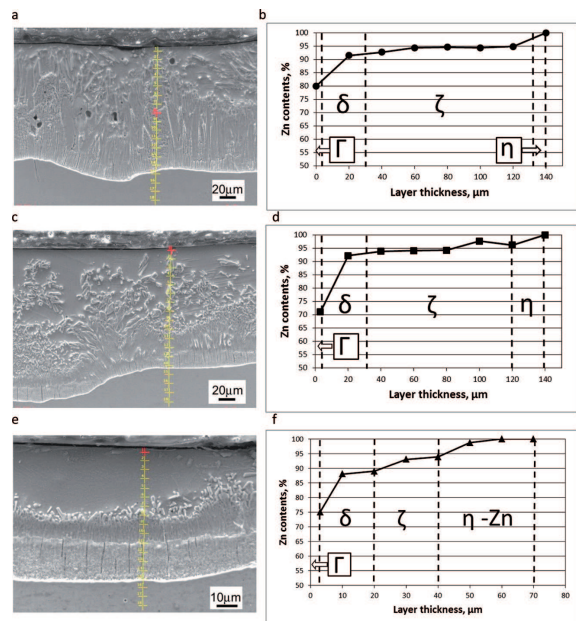 a
20μm
b
Zn contents, %
100
95
90
85
80
75
70
65
60
55
50
δ
ζ
Γ
η
0 20 40 60 80 100 120 140
Layer thickness, μm
c
20μm
d
Zn contents, %
100
95
90
85
80
75
70
65
60
55
50
δ
ζ
η
Γ
0 20 40 60 80 100 120 140
Layer thickness, μm
e
10μm
f
Zn contents, %
100
95
90
85
80
75
70
65
60
55
50
δ
ζ
η -Zn
Γ
0 10 20 30 40 50 60 70 80
Layer thickness, μm